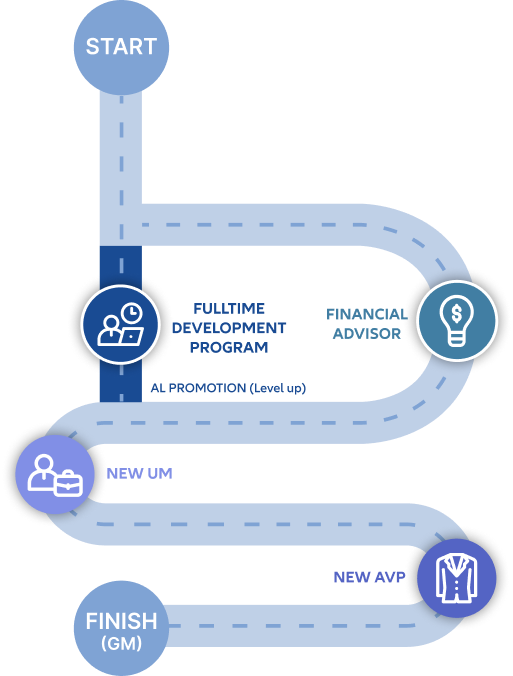 START
FULLTIME
DEVELOPMENT
PROGRAM
FINANCIAL
ADVISOR
$
AL PROMOTION (Level up)
NEW UM
NEW AVP
FINISH
(GM)